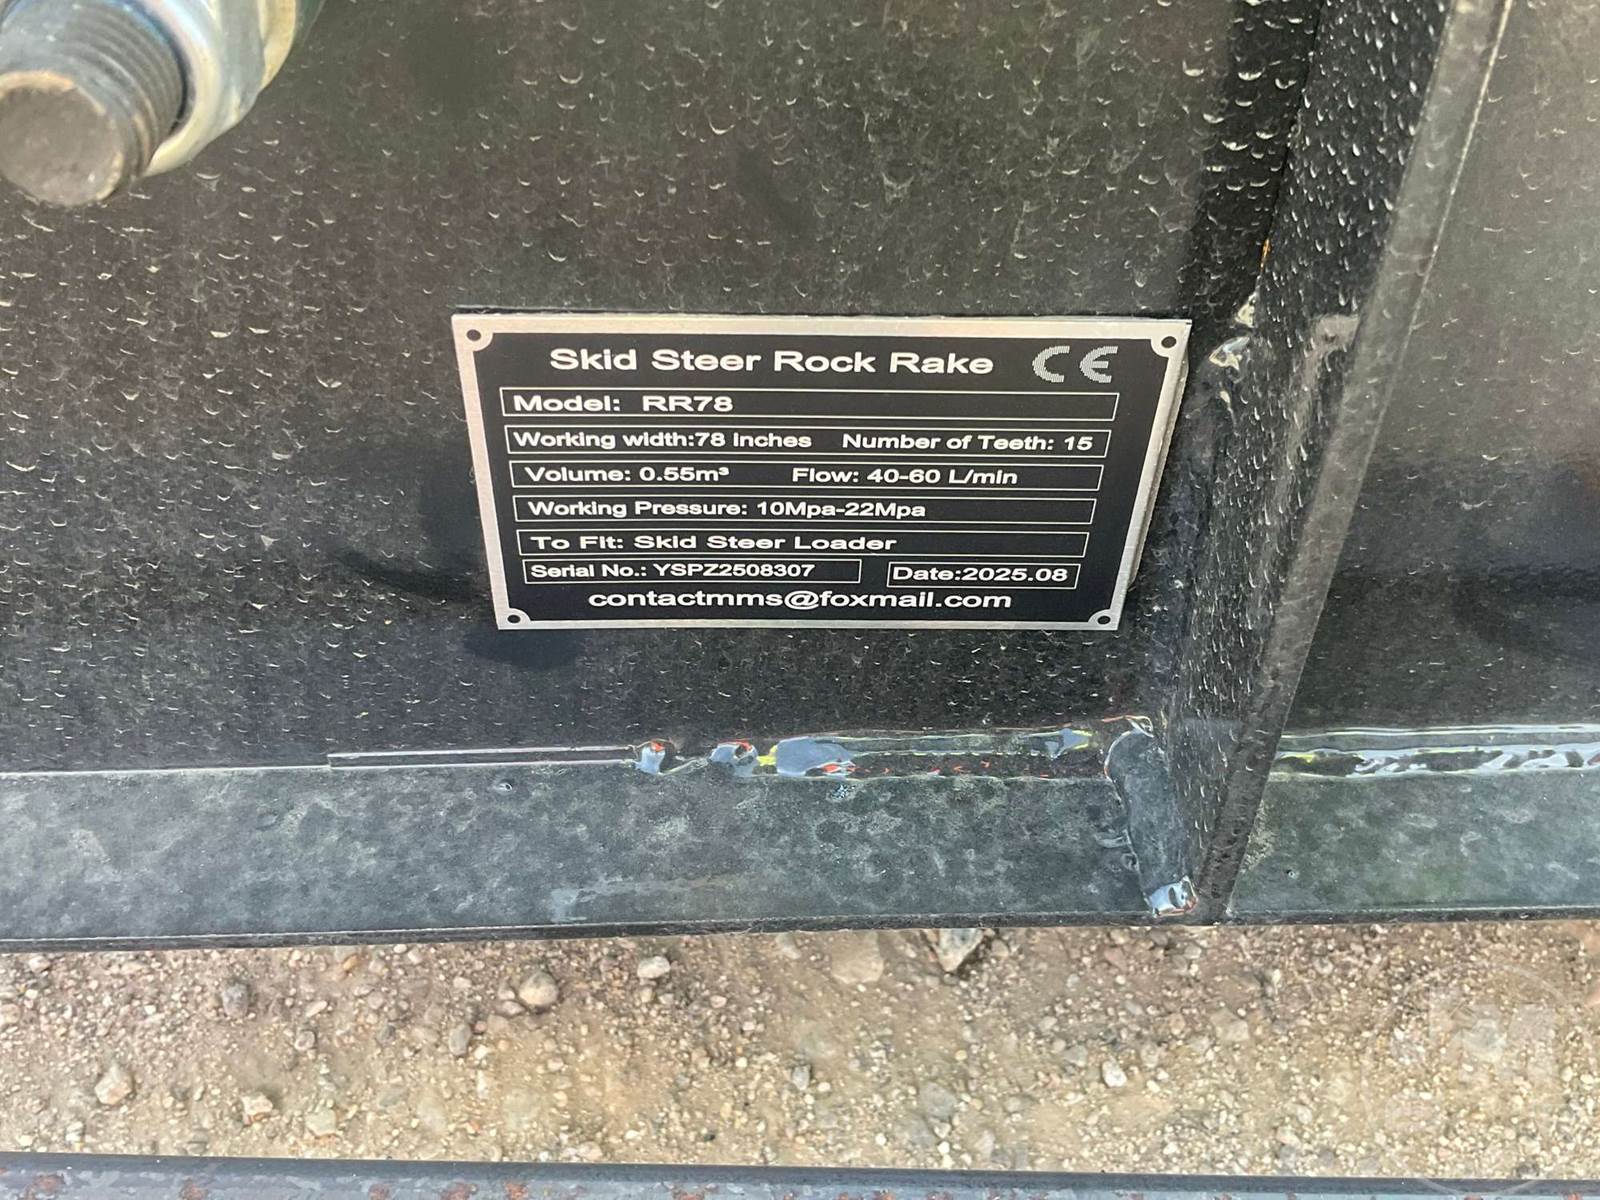 Skid Steer Rock Rake CE
Model: RR78
Working width:78 inches Number of Teeth: 15
Volume: 0.55m³ Flow: 40-60 L/min
Working Pressure: 10Mpa-22Mpa
To Fit: Skid Steer Loader
Serial No.: YSPZ2508307 Date:2025.08
contactmms@foxmail.com